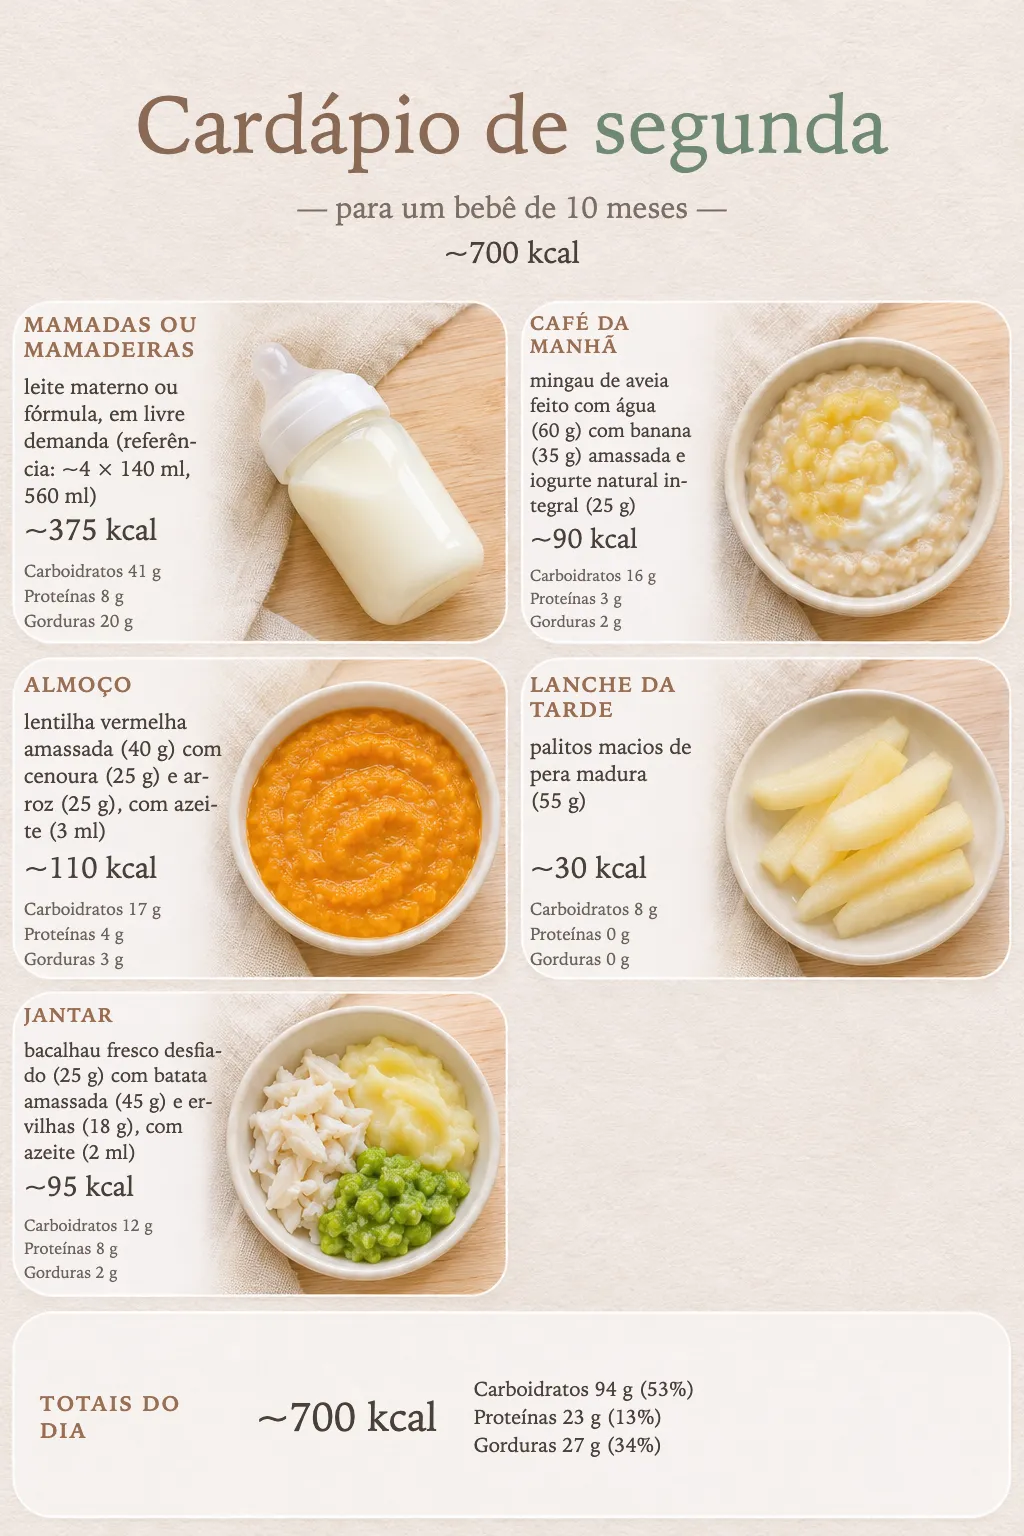 Cardápio de segunda
— para um bebê de 10 meses —
~700 kcal
MAMADAS OU
MAMADEIRAS
leite materno ou
fórmula, em livre
demanda (referên-
cia: ~4 × 140 ml,
560 ml)
~375 kcal
Carboidratos 41 g
Proteínas 8 g
Gorduras 20 g
CAFÉ DA
MANHÃ
mingau de aveia
feito com água
(60 g) com banana
(35 g) amassada e
iogurte natural in-
tegral (25 g)
~90 kcal
Carboidratos 16 g
Proteínas 3 g
Gorduras 2 g
ALMOÇO
lentilha vermelha
amassada (40 g) com
cenoura (25 g) e ar-
roz (25 g), com azei-
te (3 ml)
~110 kcal
Carboidratos 17 g
Proteínas 4 g
Gorduras 3 g
LANCHE DA
TARDE
palitos macios de
pera madura
(55 g)
~30 kcal
Carboidratos 8 g
Proteínas 0 g
Gorduras 0 g
JANTAR
bacalhau fresco desfia-
do (25 g) com batata
amassada (45 g) e er-
vilhas (18 g), com
azeite (2 ml)
~95 kcal
Carboidratos 12 g
Proteínas 8 g
Gorduras 2 g
TOTAIS DO
DIA
~700 kcal
Carboidratos 94 g (53%)
Proteínas 23 g (13%)
Gorduras 27 g (34%)